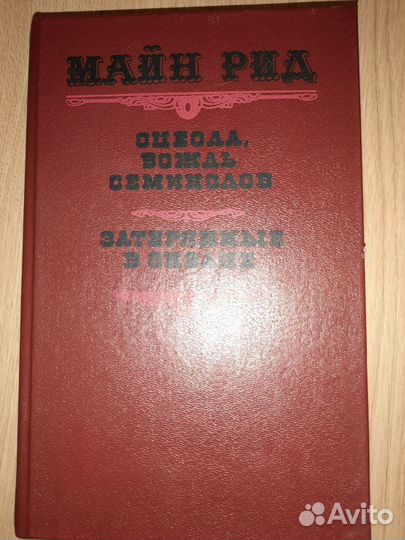 МАЙН РИД
ОЦЕОЛА,
ВОЖДЬ
СЕМИНОЛОВ
ЗАТЕРЯННЫЕ
В ОКЕАНЕ
Avito